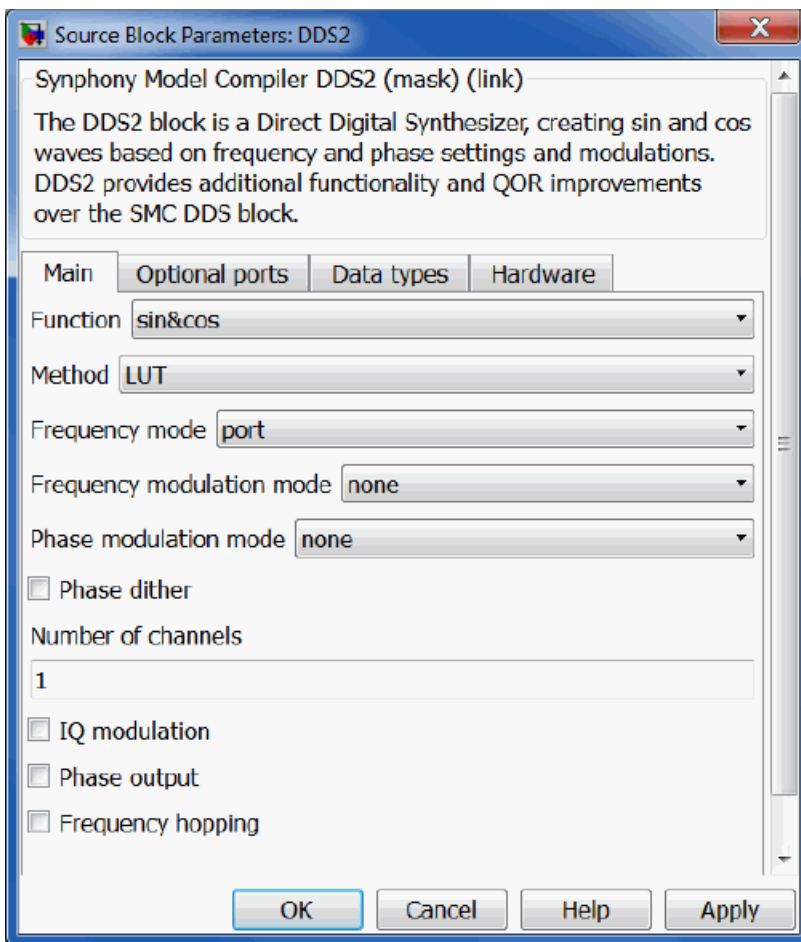 Source Block Parameters: DDS2
Synphony Model Compiler DDS2 (mask) (link)
The DDS2 block is a Direct Digital Synthesizer, creating sin and cos
waves based on frequency and phase settings and modulations.
DDS2 provides additional functionality and QOR improvements
over the SMC DDS block.
Main Optional ports Data types Hardware
Function sin&cos
Method LUT
Frequency mode port
Frequency modulation mode none
Phase modulation mode none
Phase dither
Number of channels
1
IQ modulation
Phase output
Frequency hopping
OK Cancel Help Apply